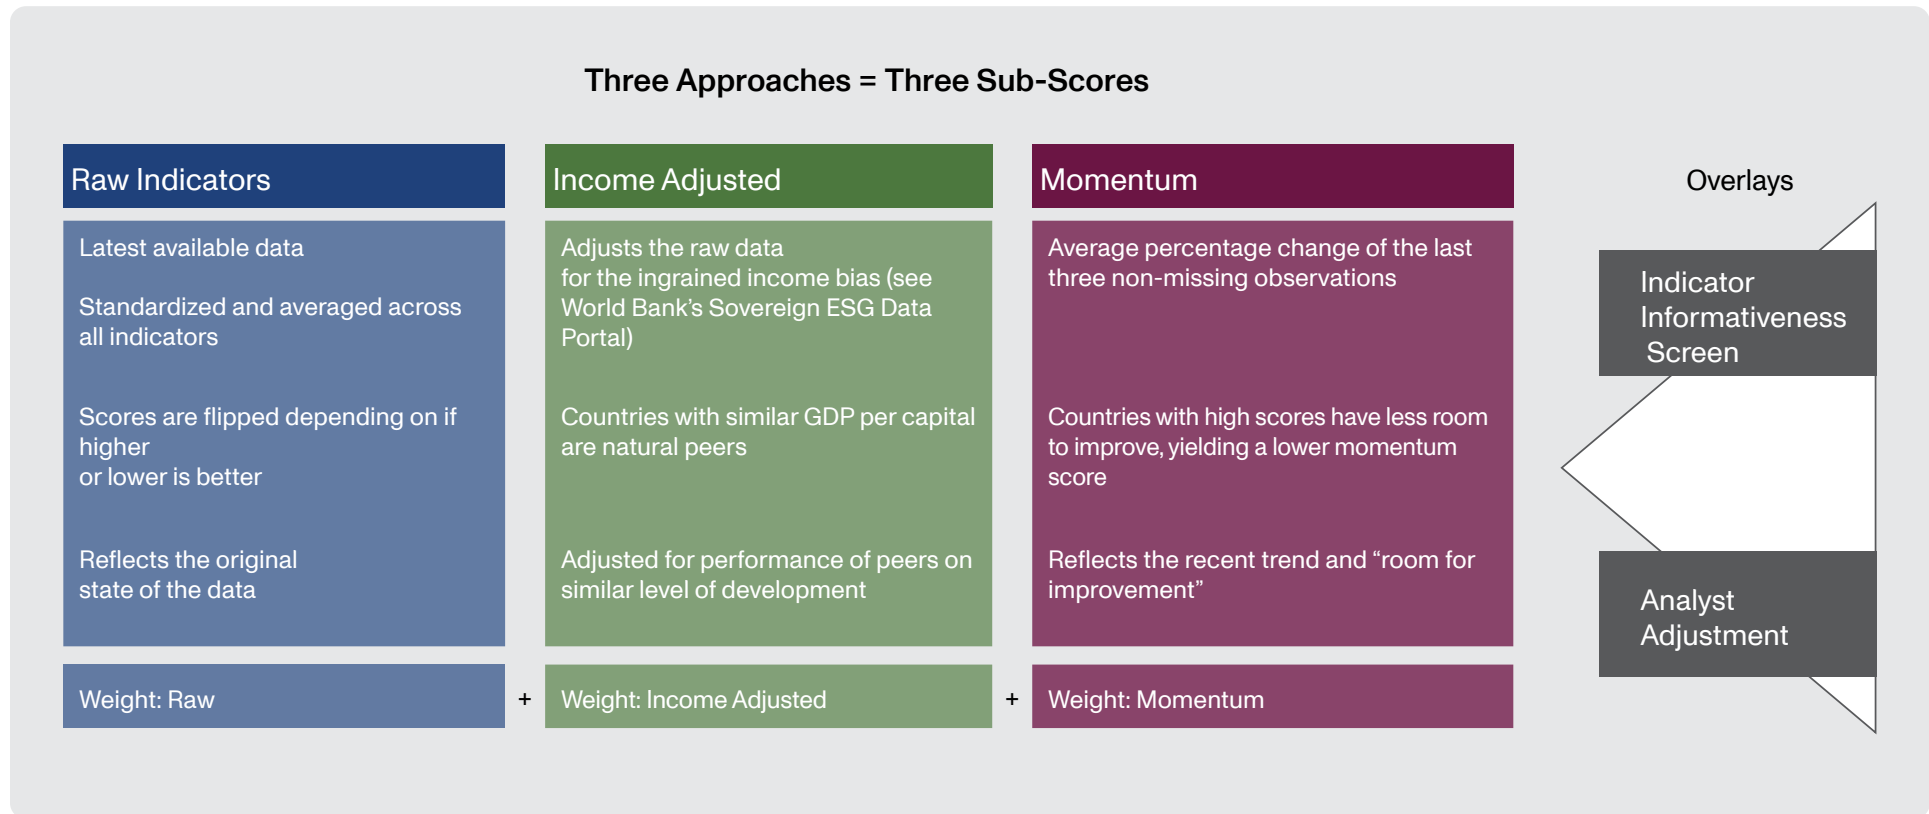 Three Approaches = Three Sub-Scores
Raw Indicators
Latest available data
Standardized and averaged across
all indicators
Scores are flipped depending on if
higher
or lower is better
Reflects the original
state of the data
Weight: Raw
+
Income Adjusted
Adjusts the raw data
for the ingrained income bias (see
World Bank’s Sovereign ESG Data
Portal)
Countries with similar GDP per capital
are natural peers
Adjusted for performance of peers on
similar level of development
Weight: Income Adjusted
+
Momentum
Average percentage change of the last
three non-missing observations
Countries with high scores have less room
to improve, yielding a lower momentum
score
Reflects the recent trend and “room for
improvement”
Weight: Momentum
Overlays
Indicator
Informativeness
Screen
Analyst
Adjustment